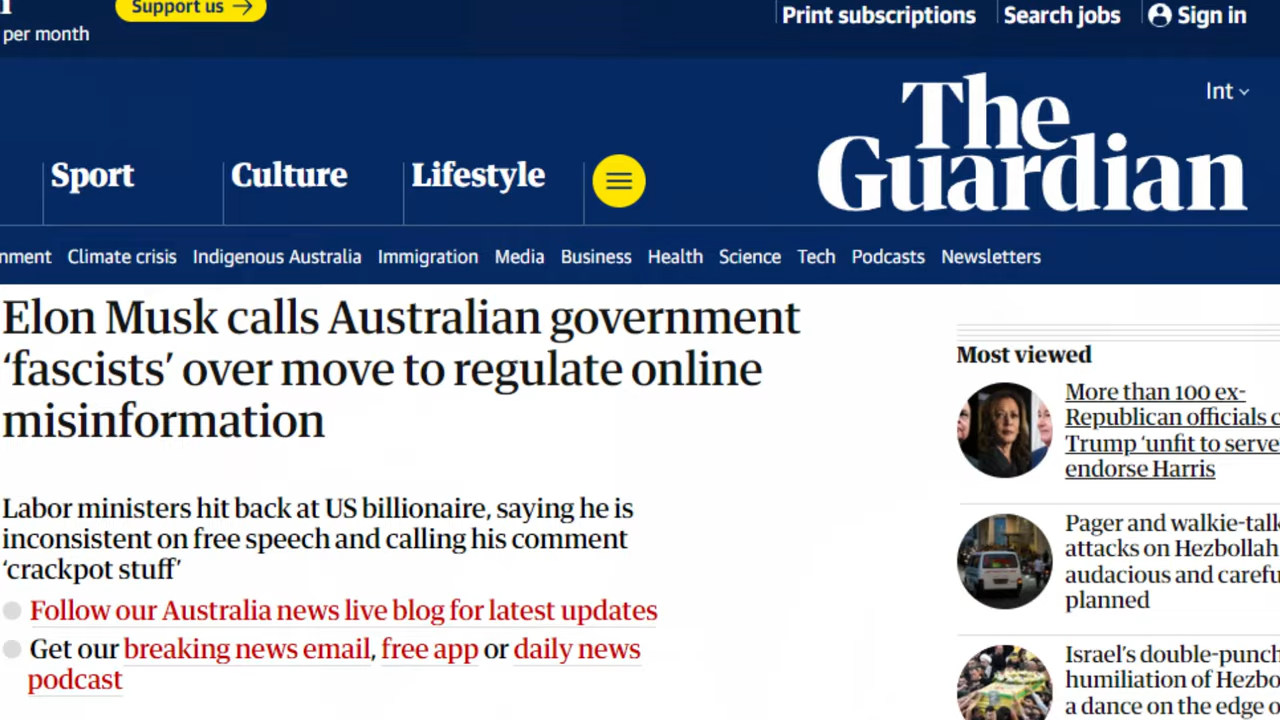 Support us →
per month
Print subscriptions
Search jobs
Sign in
Int
The
Guardian
Sport
Culture
Lifestyle
Climate crisis
Indigenous Australia
Immigration
Media
Business
Health
Science
Tech
Podcasts
Newsletters
Elon Musk calls Australian government
‘fascists’ over move to regulate online
misinformation
Labor ministers hit back at US billionaire, saying he is
inconsistent on free speech and calling his comment
‘crackpot stuff’
Follow our Australia news live blog for latest updates
Get our breaking news email, free app or daily news
podcast
Most viewed
More than 100 ex-
Republican officials
Trump ‘unfit to serve
endorse Harris
Pager and walkie-talk
attacks on Hezbollah
audacious and carefu
planned
Israel’s double-punch
humiliation of Hezbo
a dance on the edge o